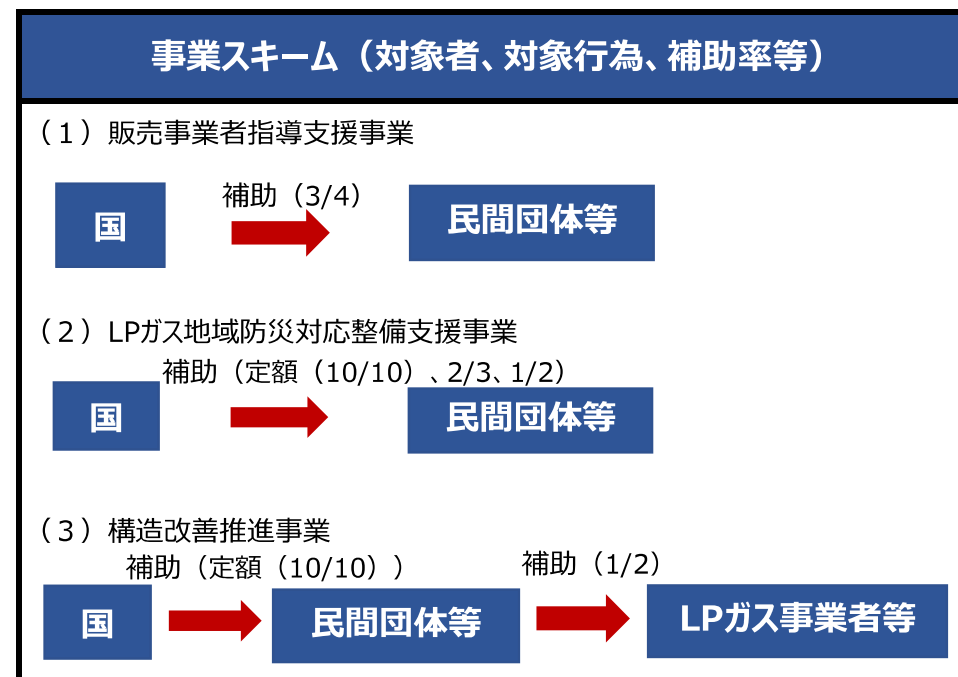 事業スキーム（対象者、対象行為、補助率等）
（１）販売事業者指導支援事業
補助（3/4）
国
民間団体等
（２）LPガス地域防災対応整備支援事業
補助（定額（10/10）、2/3、1/2）
国
民間団体等
（３）構造改善推進事業
補助（定額（10/10））
補助（1/2）
国
民間団体等
LPガス事業者等